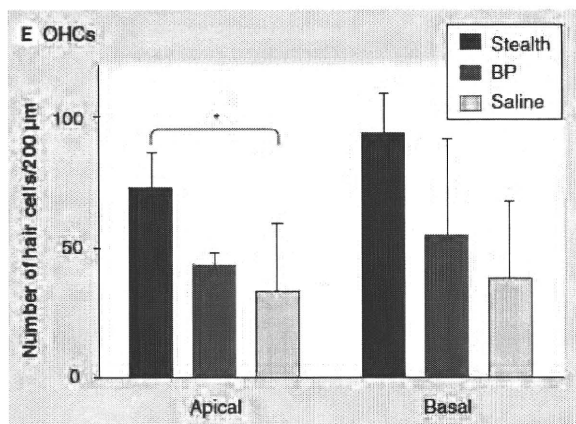 E OHCs
Stealth
BP
Saline
Number of hair cells/200 µm
100
50
0
*
Apical
Basal